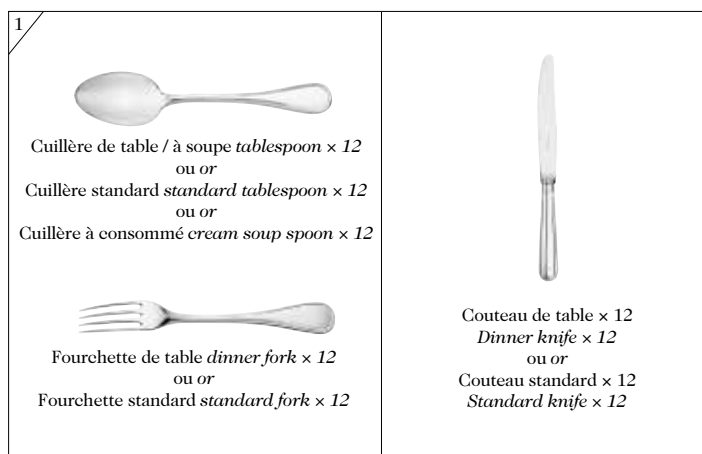 1
Cuillère de table / à soupe tablespoon × 12
ou or
Cuillère standard standard tablespoon × 12
ou or
Cuillère à consommé cream soup spoon × 12
Fourchette de table dinner fork × 12
ou or
Fourchette standard standard fork × 12
Couteau de table × 12
Dinner knife × 12
ou or
Couteau standard × 12
Standard knife × 12